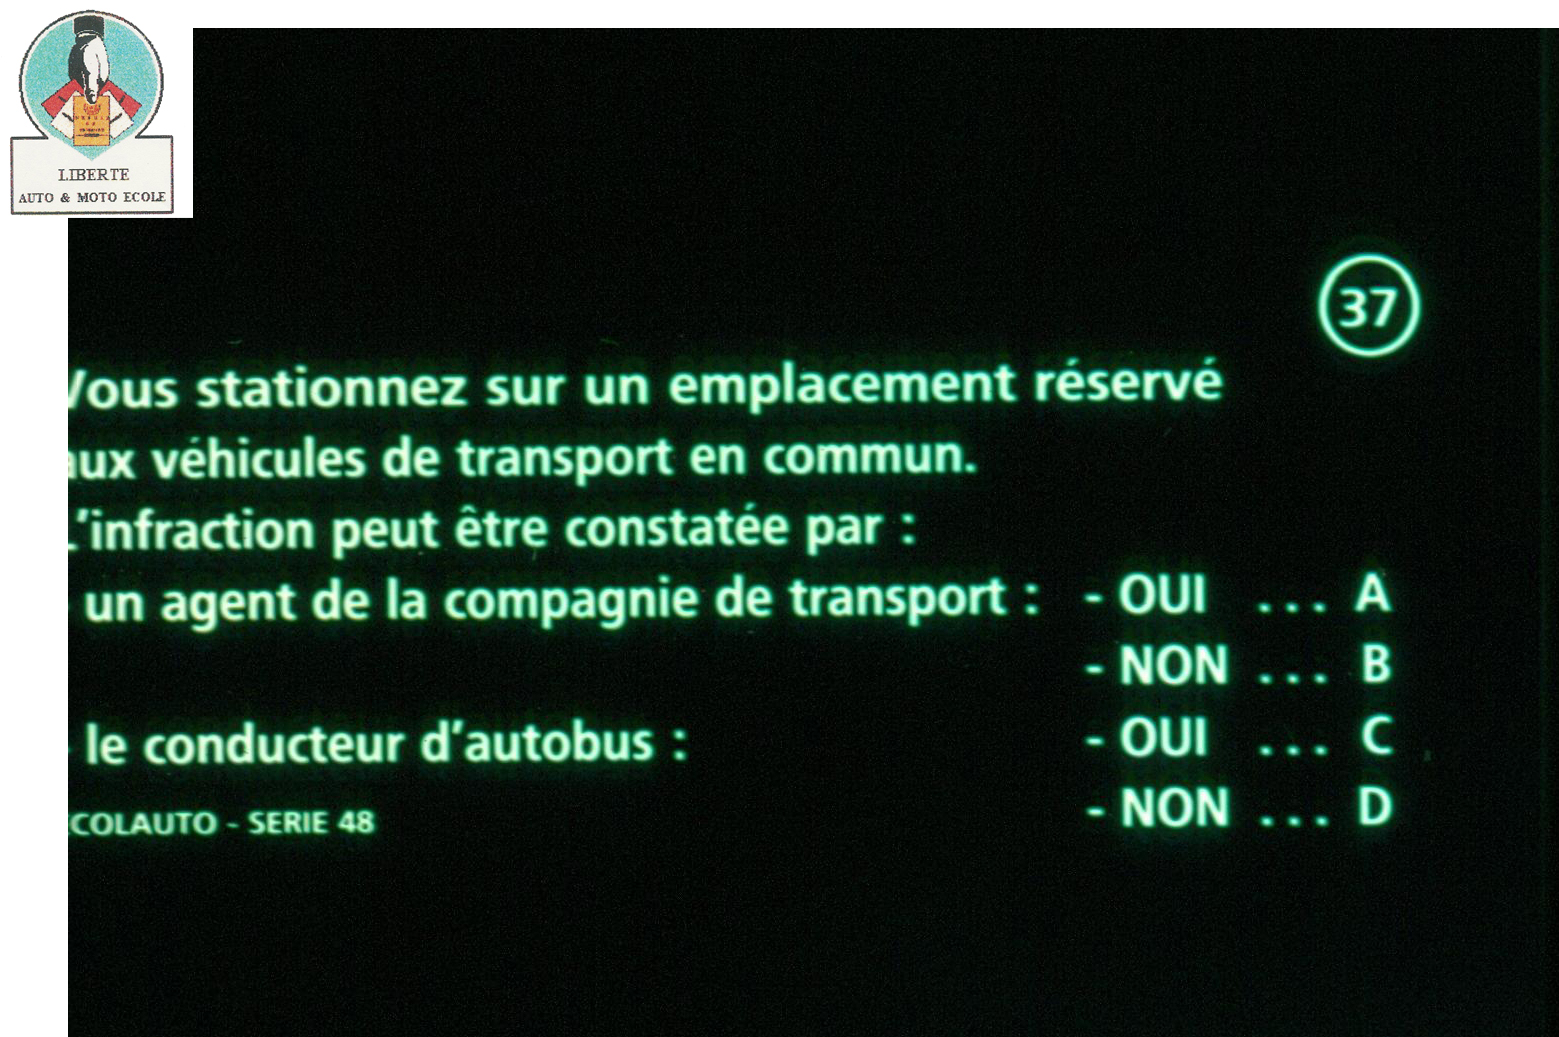 LIBERTE
AUTO & MOTO ECOLE
37
Vous stationnez sur un emplacement réservé
aux véhicules de transport en commun.
L'infraction peut être constatée par :
- un agent de la compagnie de transport : - OUI ... A
- NON ... B
- le conducteur d'autobus : - OUI ... C
- NON ... D
COLAUTO - SERIE 48